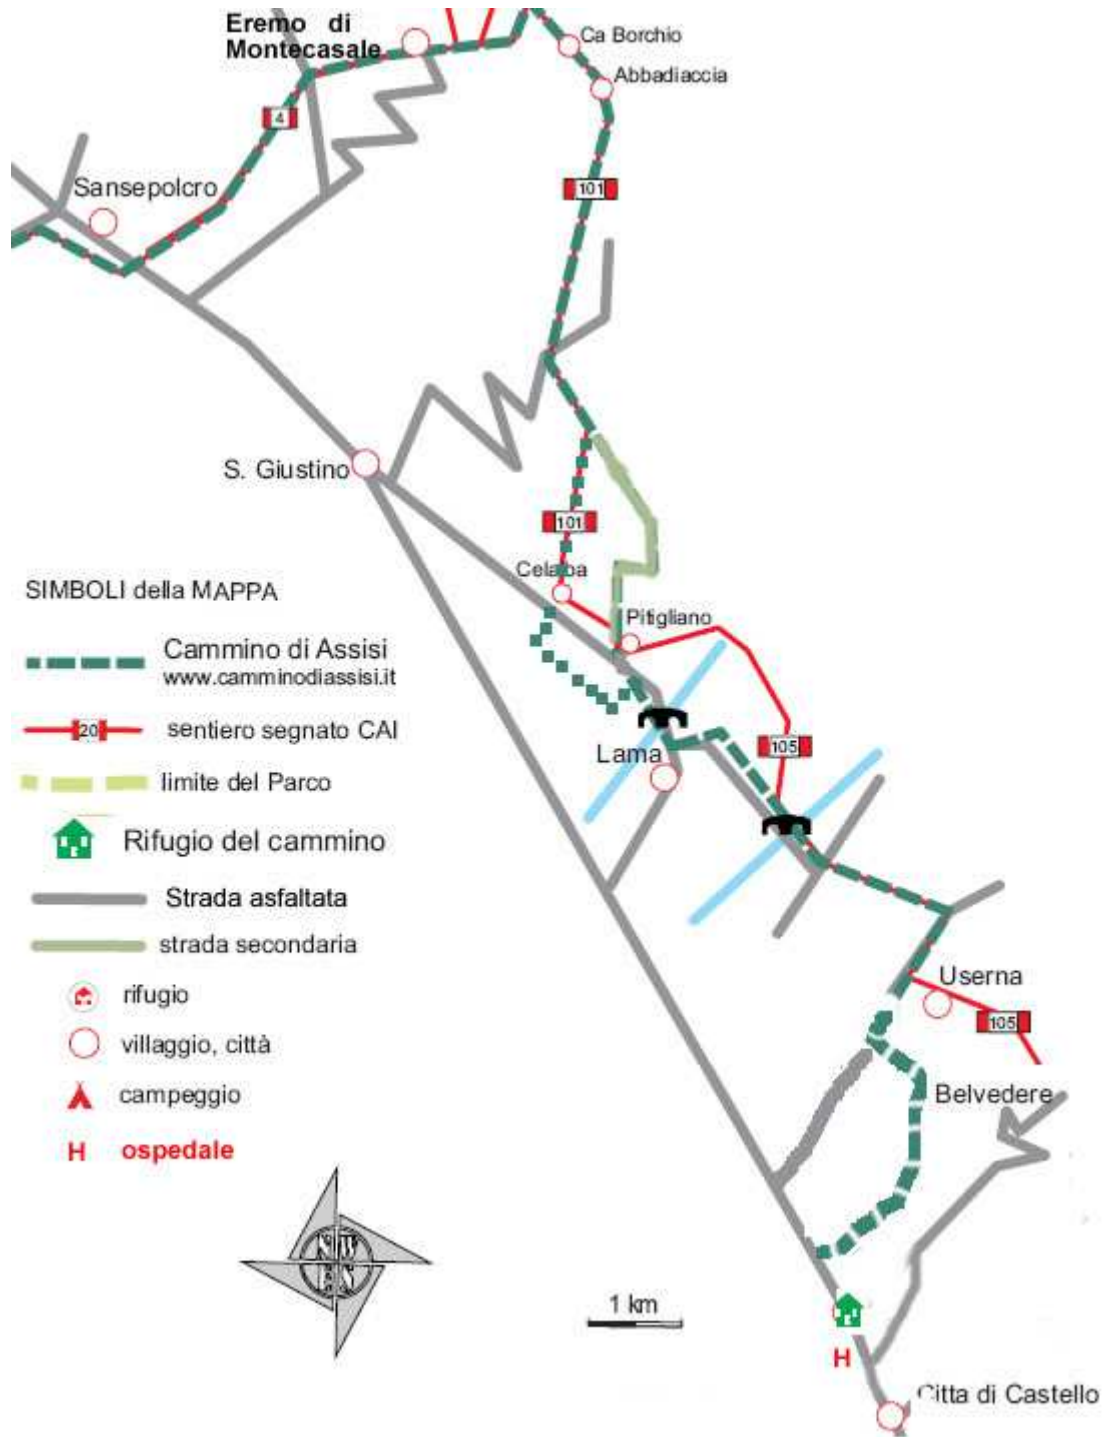 Eremo di
Montecasale
Ca Borchio
Abbadiaccia
4
101
Sansepolcro
S. Giustino
101
Celalba
Pitigliano
SIMBOLI della MAPPA
Cammino di Assisi
www.camminodiassisi.it
20
sentiero segnato CAI
limite del Parco
Rifugio del cammino
Strada asfaltata
strada secondaria
rifugio
villaggio, città
campeggio
H
ospedale
Lama
105
Userna
105
Belvedere
1 km
H
Citta di Castello